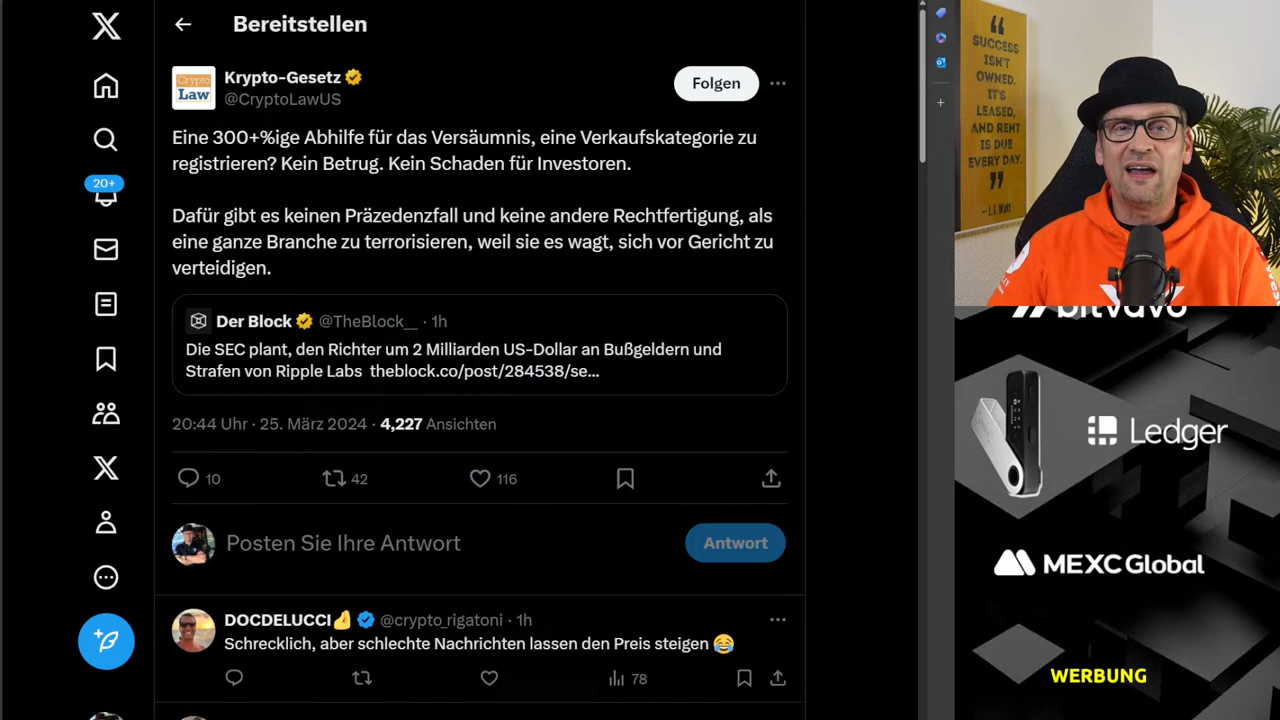 Bereitstellen
Krypto-Gesetz
@CryptoLawUS
Crypto
Law
Folgen
Eine 300+%ige Abhilfe für das Versäumnis, eine Verkaufskategorie zu
registrieren? Kein Betrug. Kein Schaden für Investoren.
Dafür gibt es keinen Präzedenzfall und keine andere Rechtfertigung, als
eine ganze Branche zu terrorisieren, weil sie es wagt, sich vor Gericht zu
verteidigen.
Der Block @TheBlock__ · 1h
Die SEC plant, den Richter um 2 Milliarden US-Dollar an Bußgeldern und
Strafen von Ripple Labs theblock.co/post/284538/se...
20:44 Uhr · 25. März 2024 · 4,227 Ansichten
10
42
116
Posten Sie Ihre Antwort
Antwort
DOCDELUCCI🤌 @crypto_rigatoni · 1h
Schrecklich, aber schlechte Nachrichten lassen den Preis steigen 😂
78
20+
“
SUCCESS
ISN'T
OWNED.
IT'S
LEASED,
AND RENT
IS DUE
EVERY DAY.
”
– J.J. Watt
bitvavo
Ledger
MEXC Global
WERBUNG